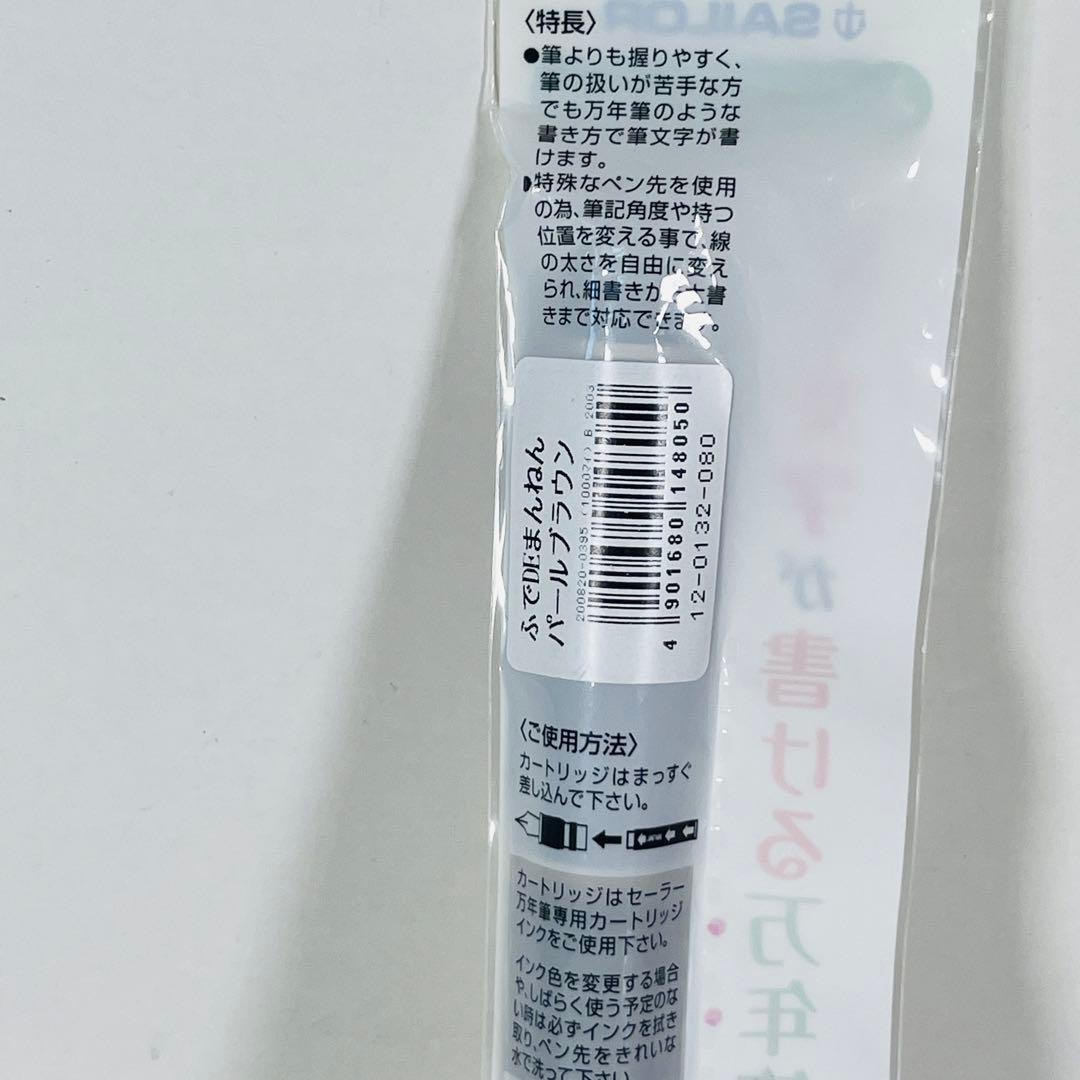 SAILOR
〈特長〉
●筆よりも握りやすく、
筆の扱いが苦手な方
でも万年筆のような
書き方で筆文字が書
けます。
●特殊なペン先を使用
の為、筆記角度や持つ
位置を変える事で、線
の太さを自由に変え
られ、細書きか 太書
きまで対応できます。
ふでDEまんねん
パールブラウン
200820-0395 (1000マイ) B 2003
4 901680 148050
12-0132-080
〈ご使用方法〉
カートリッジはまっすぐ
差し込んで下さい。
カートリッジはセーラー
万年筆専用カートリッジ
インクをご使用下さい。
インク色を変更する場合
や、しばらく使う予定のな
い時は必ずインクを拭き
取り、ペン先をきれいな
水で洗って下さい。
が書ける万年筆